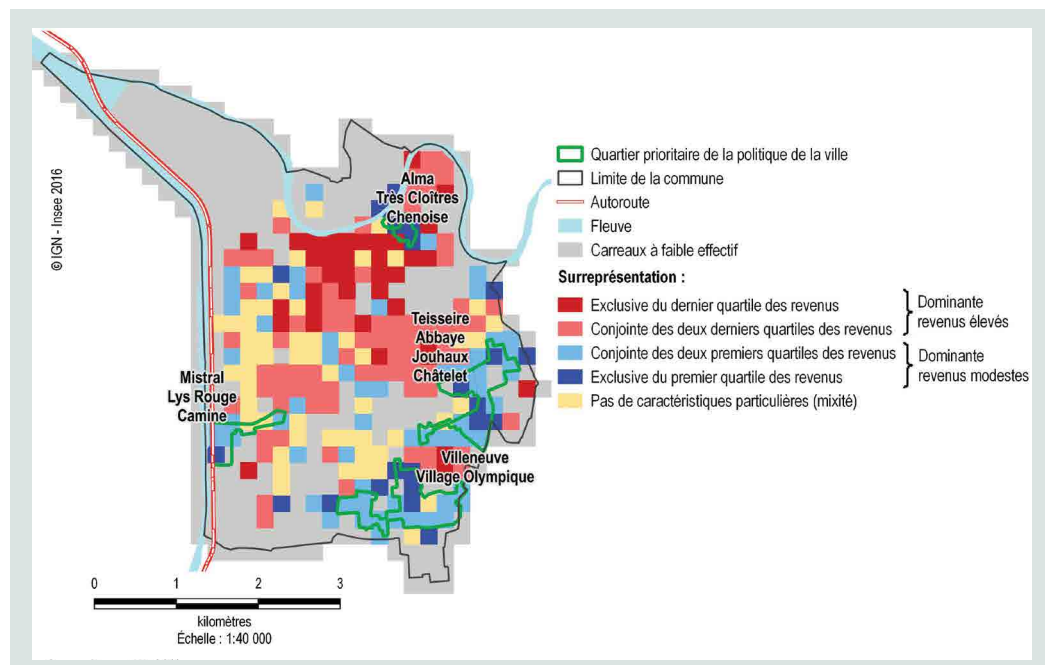 © IGN - Insee 2016
Alma
Très Cloîtres
Chenoise
Teisseire
Abbaye
Jouhaux
Châtelet
Mistral
Lys Rouge
Camine
Villeneuve
Village Olympique
Quartier prioritaire de la politique de la ville
Limite de la commune
Autoroute
Fleuve
Carreaux à faible effectif
Surreprésentation :
Exclusive du dernier quartile des revenus
Conjointe des deux derniers quartiles des revenus
Dominante
revenus élevés
Conjointe des deux premiers quartiles des revenus
Exclusive du premier quartile des revenus
Dominante
revenus modestes
Pas de caractéristiques particulières (mixité)
0 1 2 3
kilomètres
Échelle : 1:40 000